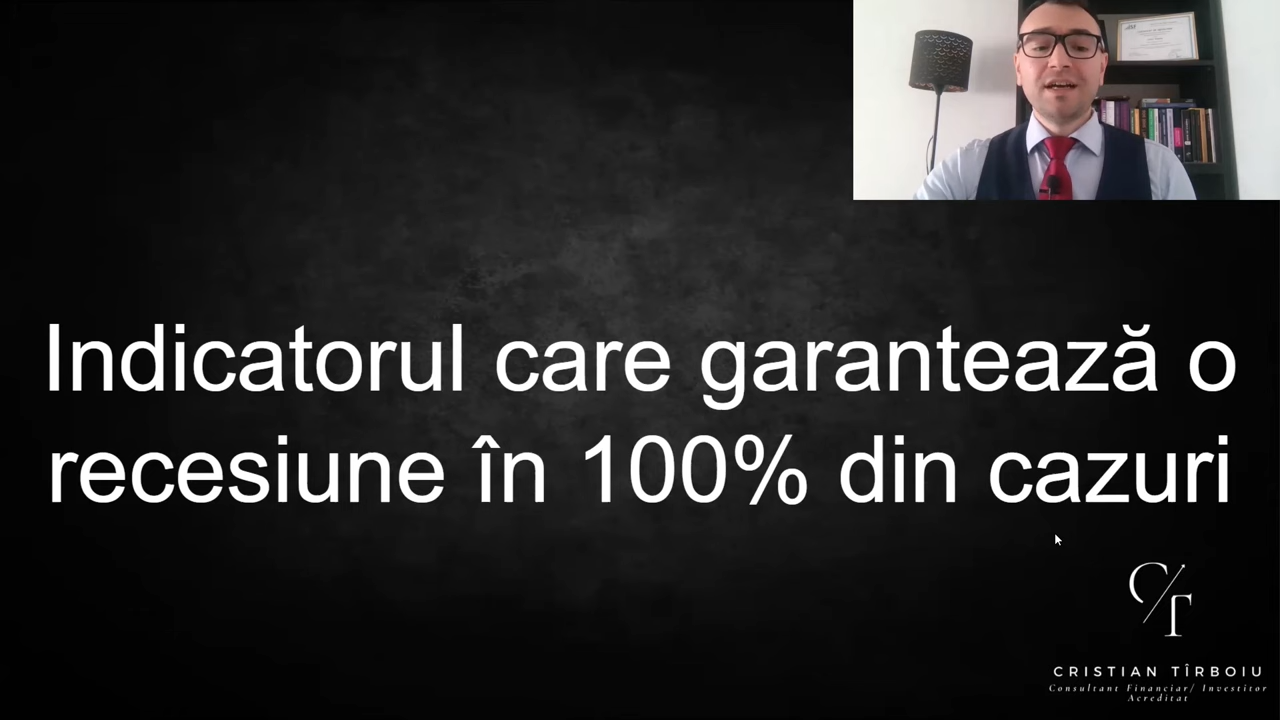 Indicatorul care garantează o
recesiune în 100% din cazuri
CT
CRISTIAN TÎRBOIU
Consultant Financiar/ Investitor
Acreditat